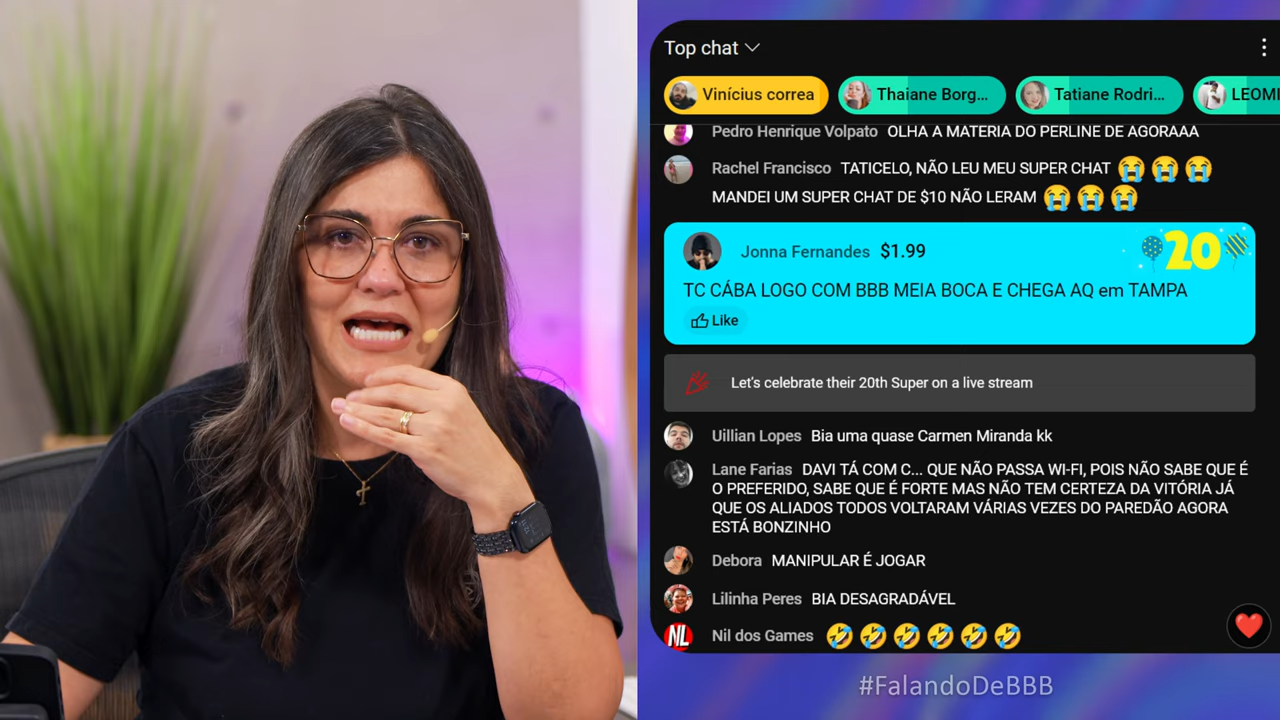 Top chat
Vinícius correa
Thaiane Borg...
Tatiane Rodri...
LEOMI
Pedro Henrique Volpato OLHA A MATERIA DO PERLINE DE AGORAAA
Rachel Francisco TATICELO, NÃO LEU MEU SUPER CHAT 😭😭😭
MANDEI UM SUPER CHAT DE $10 NÃO LERAM 😭😭😭
Jonna Fernandes $1.99
20
TC CÁBA LOGO COM BBB MEIA BOCA E CHEGA AQ em TAMPA
Like
Let's celebrate their 20th Super on a live stream
Uillian Lopes Bia uma quase Carmen Miranda kk
Lane Farias DAVI TÁ COM C... QUE NÃO PASSA WI-FI, POIS NÃO SABE QUE É
O PREFERIDO, SABE QUE É FORTE MAS NÃO TEM CERTEZA DA VITÓRIA JÁ
QUE OS ALIADOS TODOS VOLTARAM VÁRIAS VEZES DO PAREDÃO AGORA
ESTÁ BONZINHO
Debora MANIPULAR É JOGAR
Lilinha Peres BIA DESAGRADÁVEL
NL
Nil dos Games 🤣🤣🤣🤣🤣🤣
#FalandoDeBBB